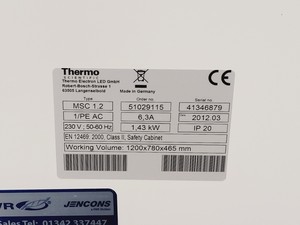 Thermo
SCIENTIFIC
Thermo Electron LED GmbH
Robert-Bosch-Strasse 1
63505 Langenselbold
CE
Made in Germany
Type Order no Serial no
MSC 1.2 51029115 41346879
1/PE AC 6,3A 2012.03
230 V ; 50-60 Hz 1,43 kW IP 20
EN 12469, 2000, Class II, Safety Cabinet
Working Volume: 1200x780x465 mm
JENCONS
Sales Tel: 01342 337447